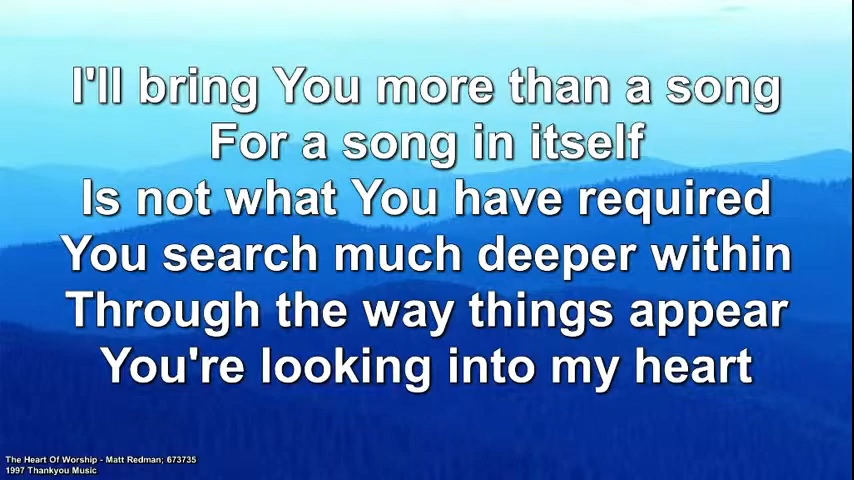 I'll bring You more than a song
For a song in itself
Is not what You have required
You search much deeper within
Through the way things appear
You're looking into my heart
The Heart Of Worship - Matt Redman; 673735
1997 Thankyou Music